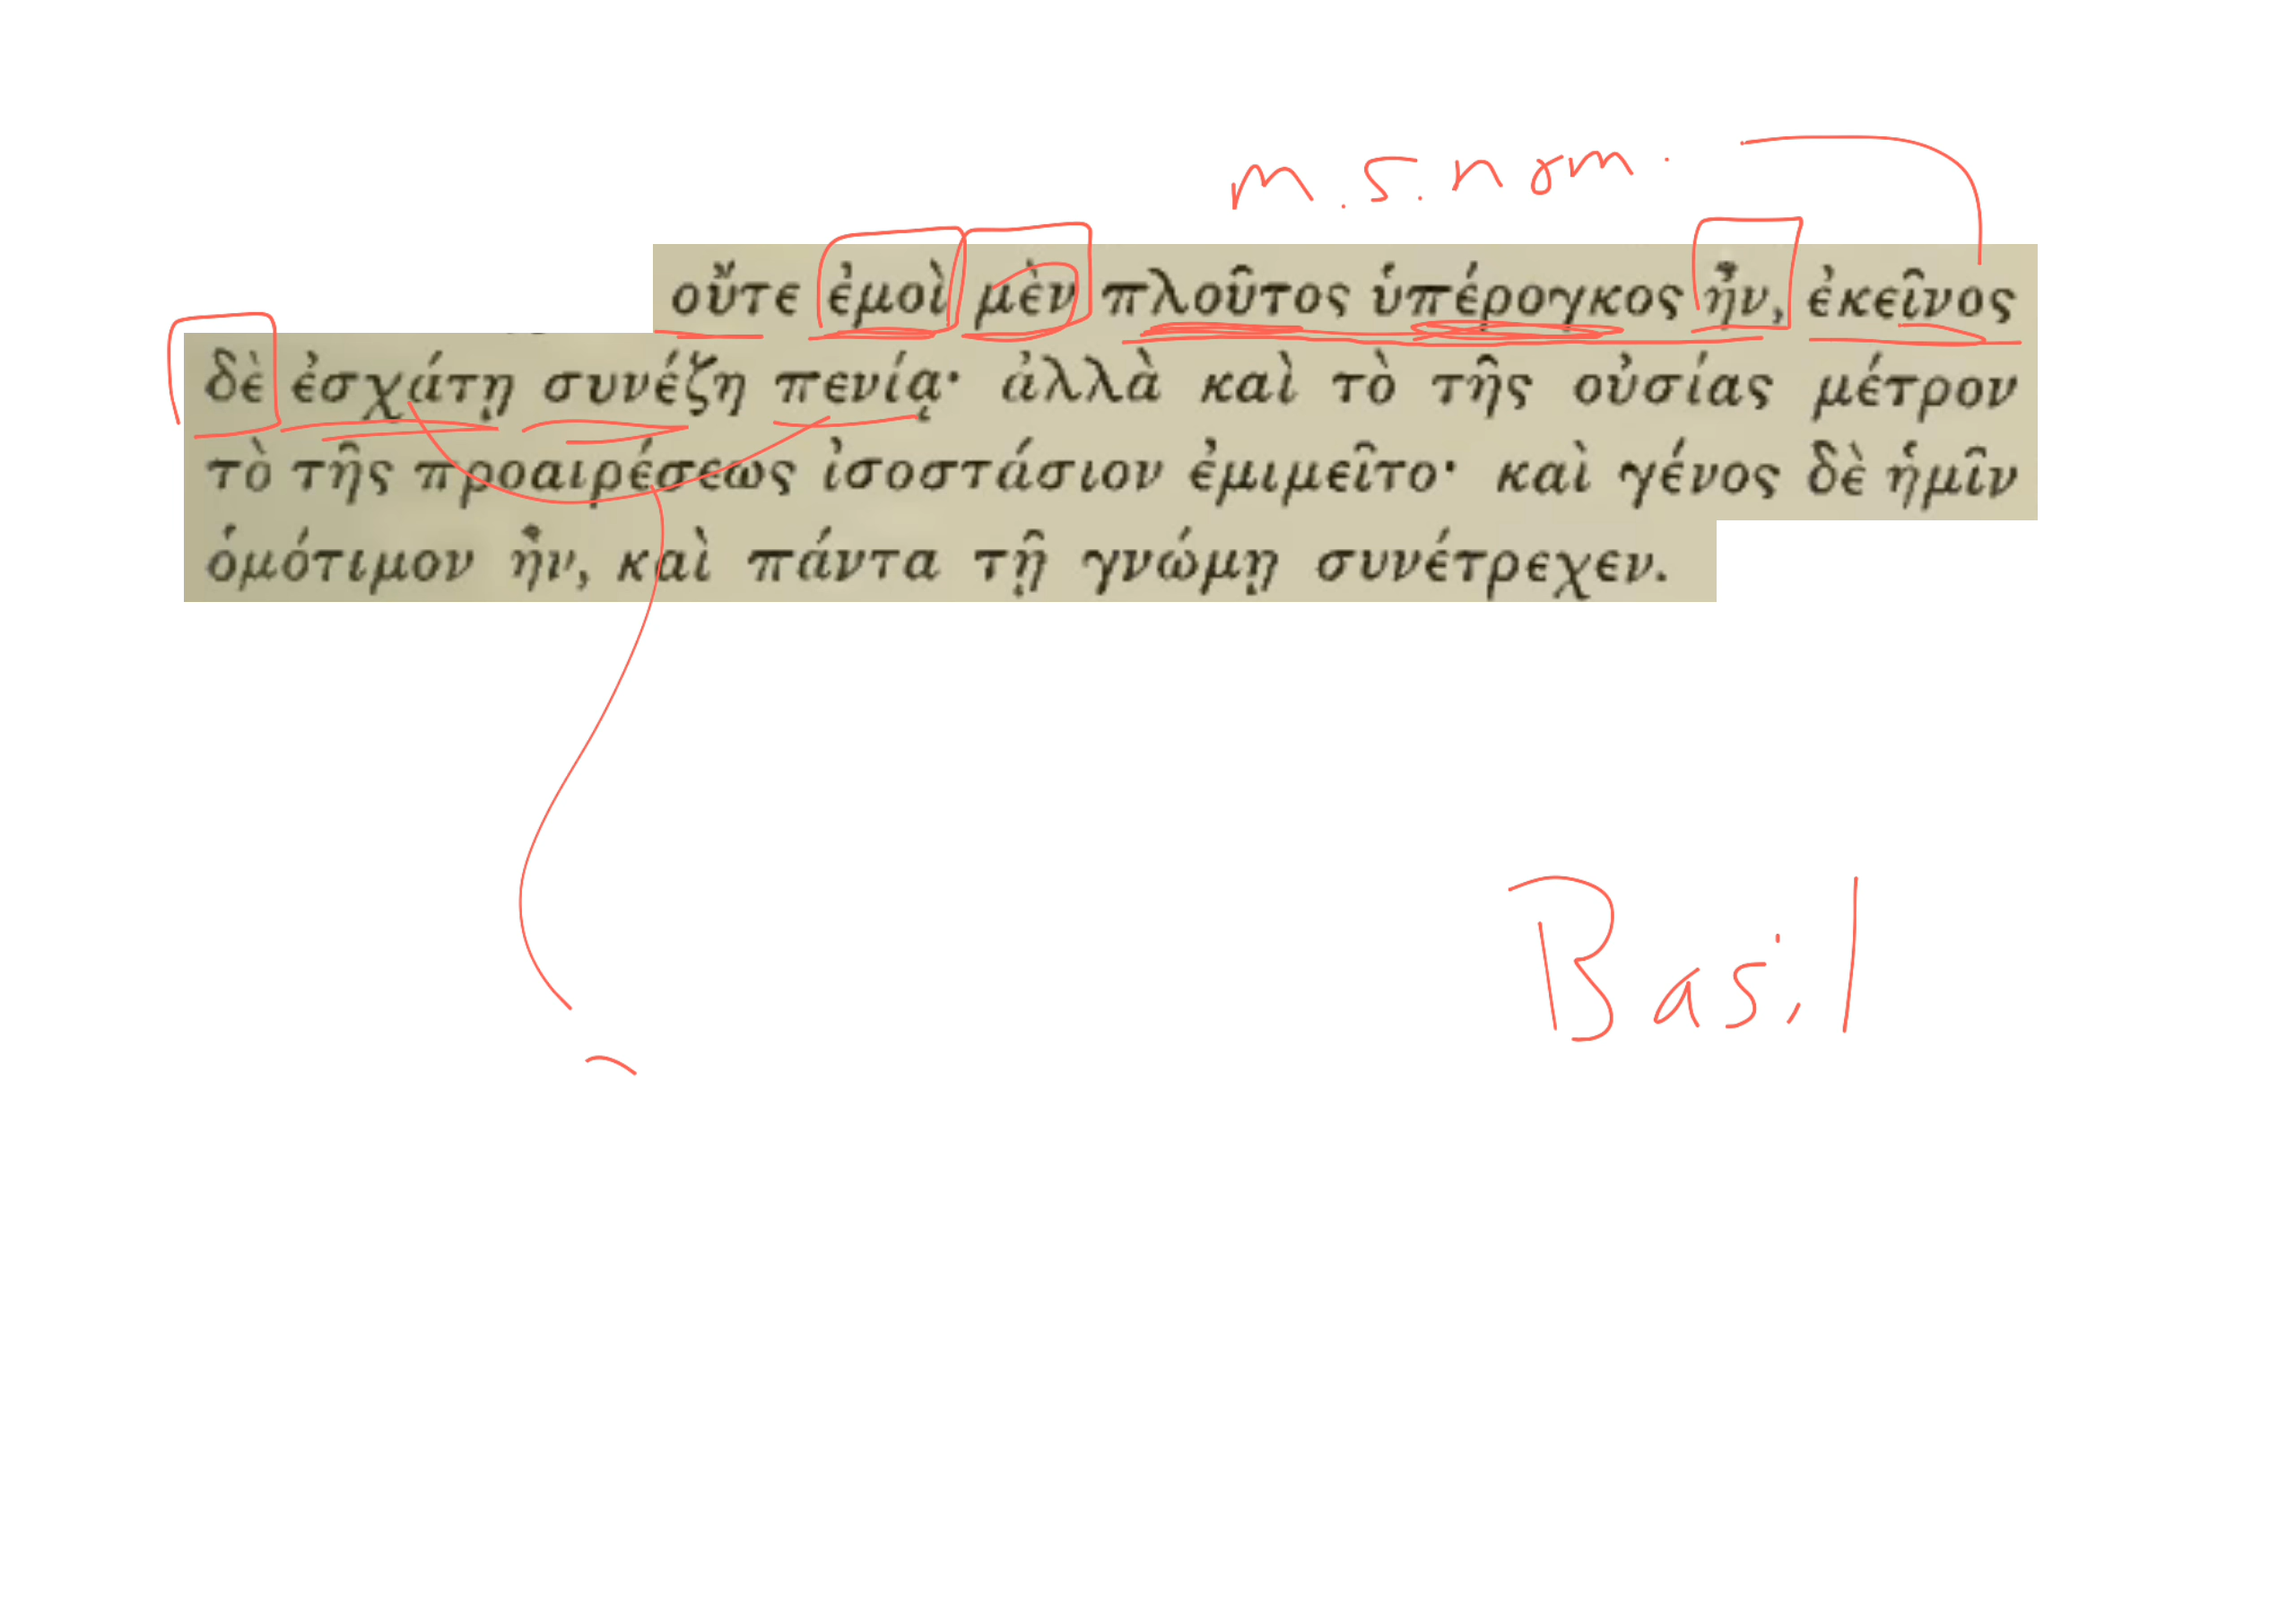 m.s.nom.
οὔτε ἐμοὶ μὲν πλοῦτος ὑπέρογκος ἦν, ἐκεῖνος
δὲ ἐσχάτῃ συνέζη πενίᾳ· ἀλλὰ καὶ τὸ τῆς οὐσίας μέτρον
τὸ τῆς προαιρέσεως ἰσοστάσιον ἐμιμεῖτο· καὶ γένος δὲ ἡμῖν
ὁμότιμον ἦν, καὶ πάντα τῇ γνώμῃ συνέτρεχεν.
Basil